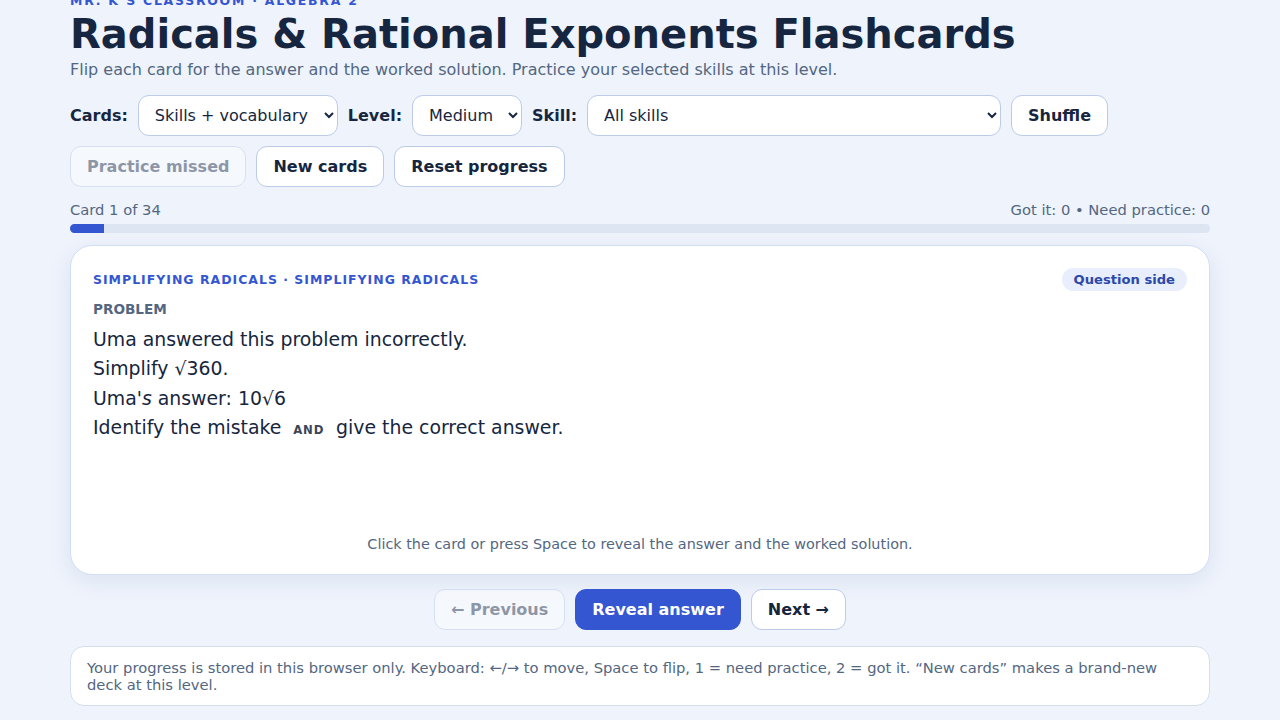 MR. K'S CLASSROOM · ALGEBRA 2
Radicals & Rational Exponents Flashcards
Flip each card for the answer and the worked solution. Practice your selected skills at this level.
Cards: Skills + vocabulary Level: Medium Skill: All skills Shuffle
Practice missed New cards Reset progress
Card 1 of 34 Got it: 0 • Need practice: 0
SIMPLIFYING RADICALS · SIMPLIFYING RADICALS Question side
PROBLEM
Uma answered this problem incorrectly.
Simplify √360.
Uma's answer: 10√6
Identify the mistake AND give the correct answer.
Click the card or press Space to reveal the answer and the worked solution.
← Previous Reveal answer Next →
Your progress is stored in this browser only. Keyboard: ←/→ to move, Space to flip, 1 = need practice, 2 = got it. “New cards” makes a brand-new
deck at this level.